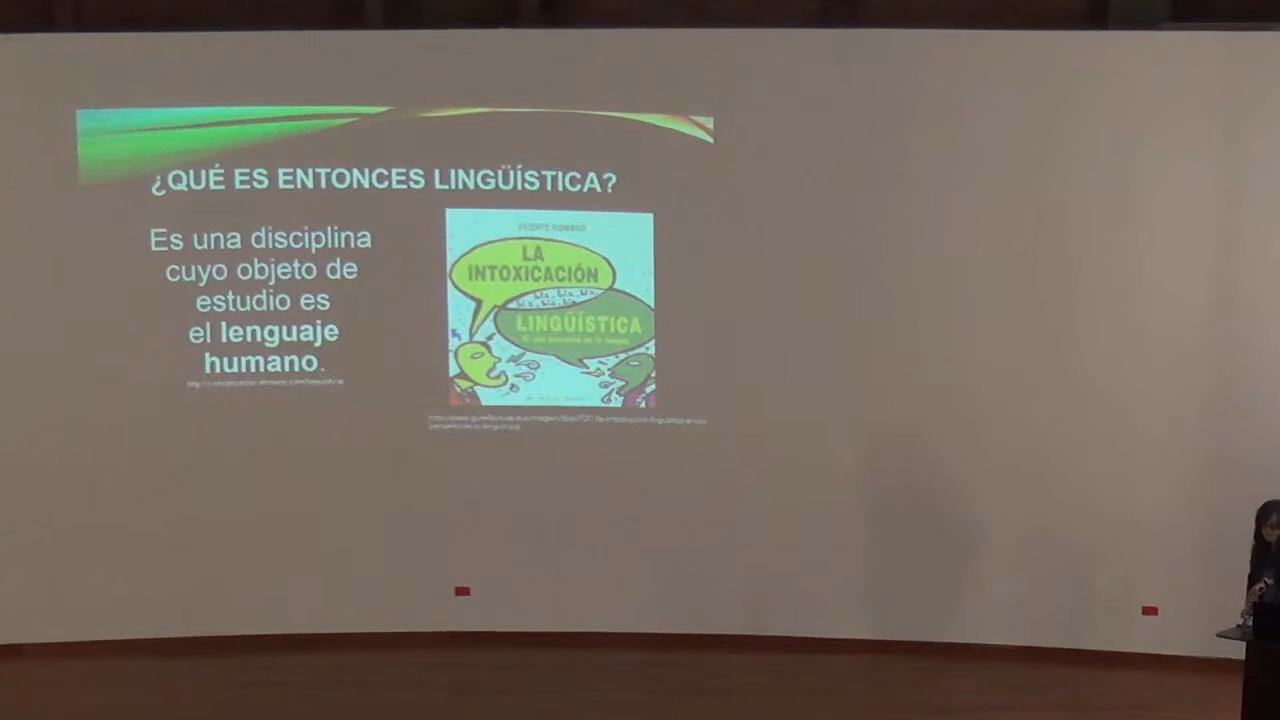 ¿QUÉ ES ENTONCES LINGÜÍSTICA?
Es una disciplina
cuyo objeto de
estudio es
el lenguaje
humano.
VICENTE ROMANO
LA
INTOXICACIÓN
LINGÜÍSTICA